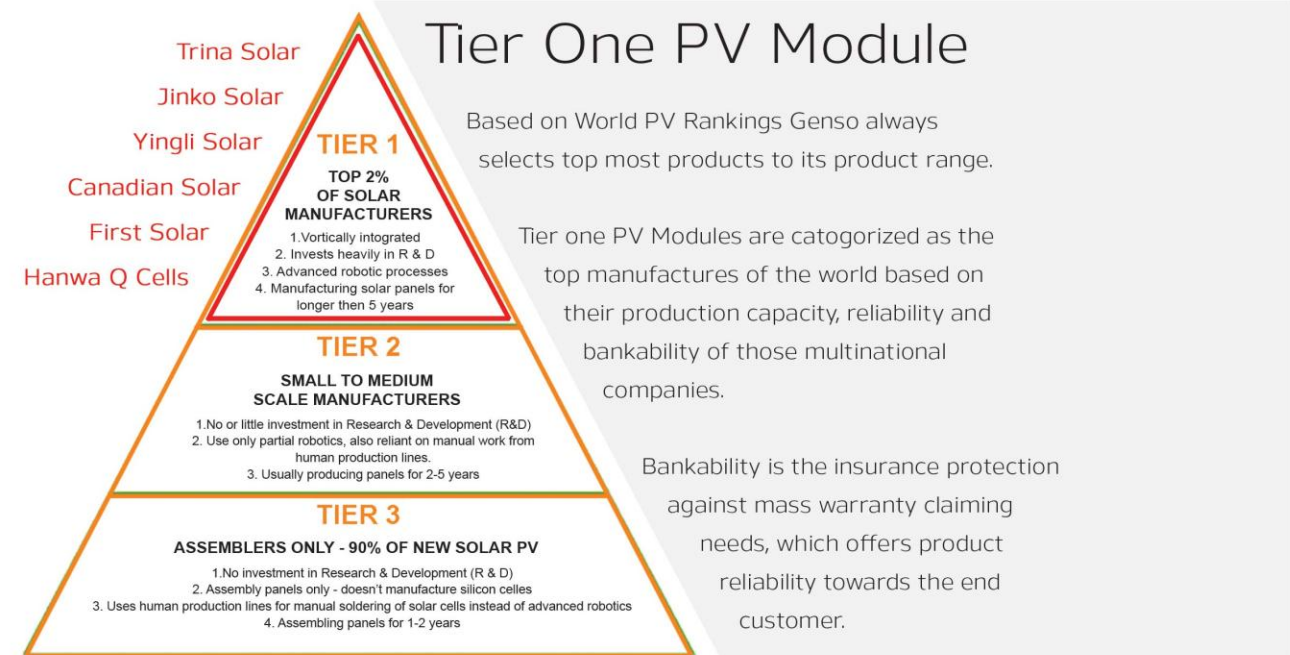 Tier One PV Module
Trina Solar
Jinko Solar
Yingli Solar
Canadian Solar
First Solar
Hanwa Q Cells
TIER 1
TOP 2%
OF SOLAR
MANUFACTURERS
1.Vortically intograted
2. Invests heavily in R & D
3. Advanced robotic processes
4. Manufacturing solar panels for
longer then 5 years
TIER 2
SMALL TO MEDIUM
SCALE MANUFACTURERS
1.No or little investment in Research & Development (R&D)
2. Use only partial robotics, also reliant on manual work from
human production lines.
3. Usually producing panels for 2-5 years
TIER 3
ASSEMBLERS ONLY - 90% OF NEW SOLAR PV
1.No investment in Research & Development (R & D)
2. Assembly panels only - doesn't manufacture silicon celles
3. Uses human production lines for manual soldering of solar cells instead of advanced robotics
4. Assembling panels for 1-2 years
Based on World PV Rankings Genso always
selects top most products to its product range.
Tier one PV Modules are catogorized as the
top manufactures of the world based on
their production capacity, reliability and
bankability of those multinational
companies.
Bankability is the insurance protection
against mass warranty claiming
needs, which offers product
reliability towards the end
customer.